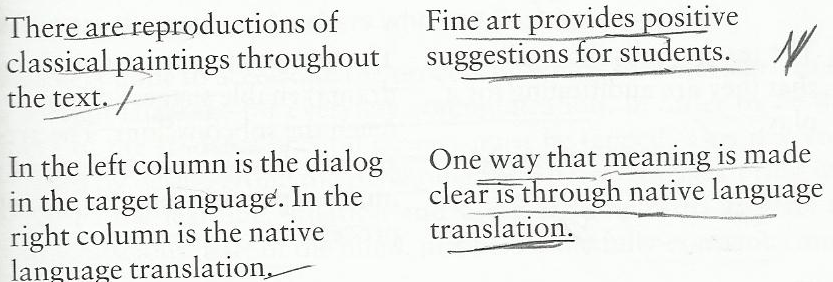 There are reproductions of
classical paintings throughout
the text.
Fine art provides positive
suggestions for students.
In the left column is the dialog
in the target language. In the
right column is the native
language translation.
One way that meaning is made
clear is through native language
translation.